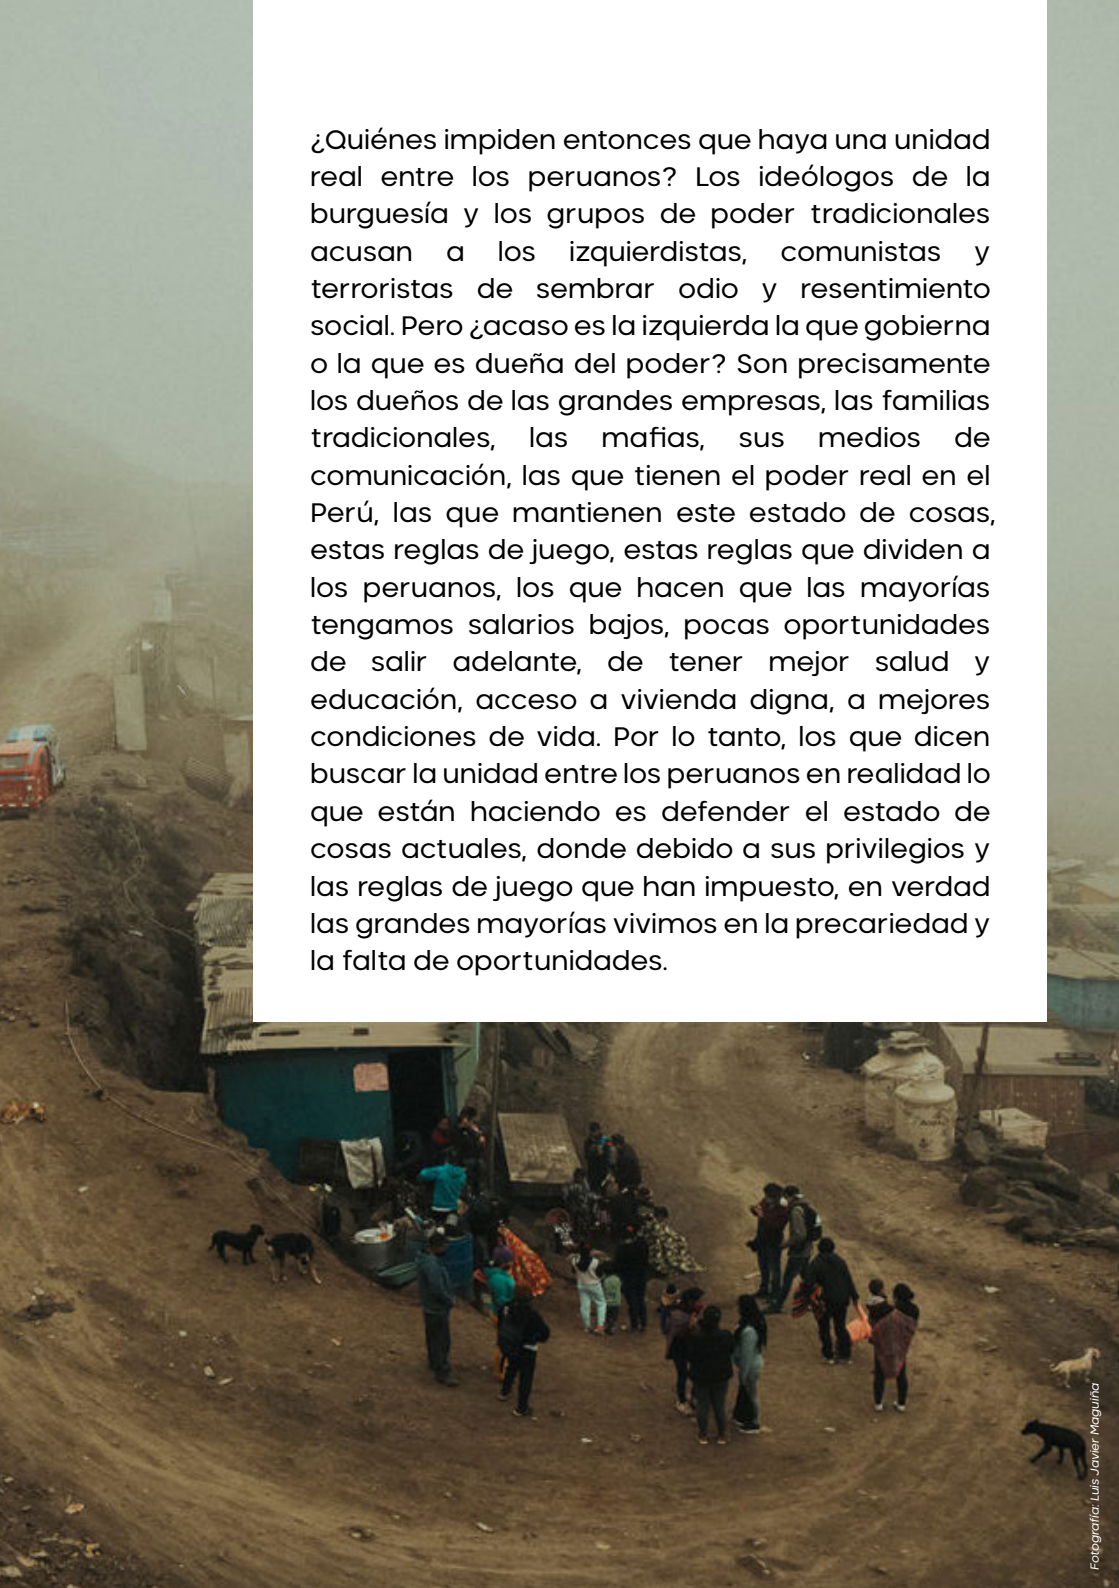 ¿Quiénes impiden entonces que haya una unidad
real entre los peruanos? Los ideólogos de la
burguesía y los grupos de poder tradicionales
acusan a los izquierdistas, comunistas y
terroristas de sembrar odio y resentimiento
social. Pero ¿acaso es la izquierda la que gobierna
o la que es dueña del poder? Son precisamente
los dueños de las grandes empresas, las familias
tradicionales, las mafias, sus medios de
comunicación, las que tienen el poder real en el
Perú, las que mantienen este estado de cosas,
estas reglas de juego, estas reglas que dividen a
los peruanos, los que hacen que las mayorías
tengamos salarios bajos, pocas oportunidades
de salir adelante, de tener mejor salud y
educación, acceso a vivienda digna, a mejores
condiciones de vida. Por lo tanto, los que dicen
buscar la unidad entre los peruanos en realidad lo
que están haciendo es defender el estado de
cosas actuales, donde debido a sus privilegios y
las reglas de juego que han impuesto, en verdad
las grandes mayorías vivimos en la precariedad y
la falta de oportunidades.
Fotografía: Luis Javier Maguiña